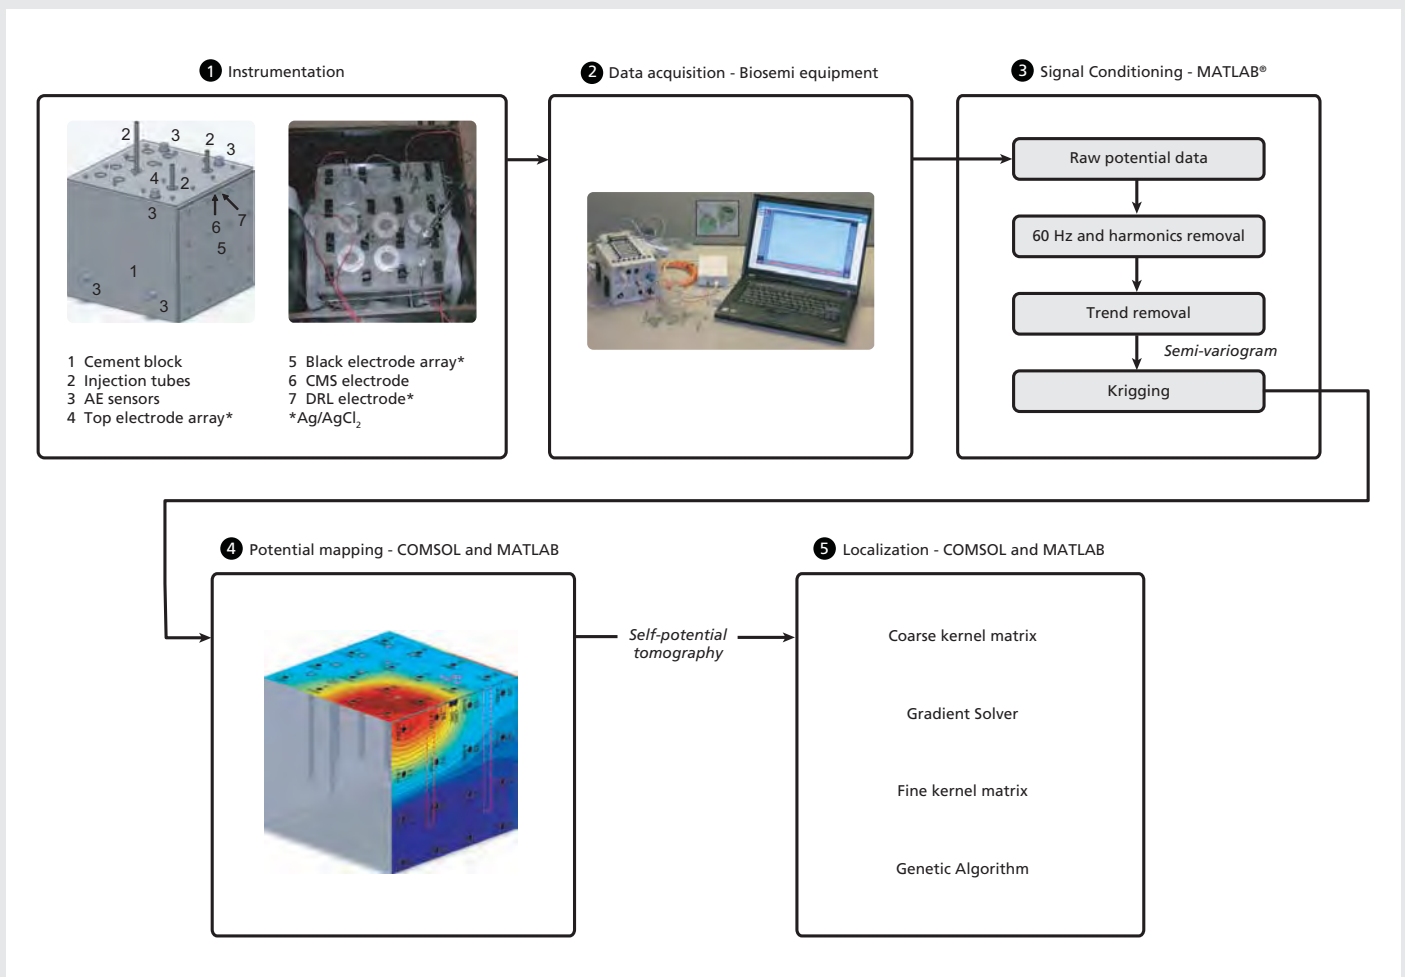 1 Instrumentation
2
3
2
3
4
2
3
6
7
5
1
3
3
1 Cement block
2 Injection tubes
3 AE sensors
4 Top electrode array*
5 Black electrode array*
6 CMS electrode
7 DRL electrode*
*Ag/AgCl2
2 Data acquisition - Biosemi equipment
3 Signal Conditioning - MATLAB®
Raw potential data
60 Hz and harmonics removal
Trend removal
Semi-variogram
Krigging
4 Potential mapping - COMSOL and MATLAB
Self-potential
tomography
5 Localization - COMSOL and MATLAB
Coarse kernel matrix
Gradient Solver
Fine kernel matrix
Genetic Algorithm